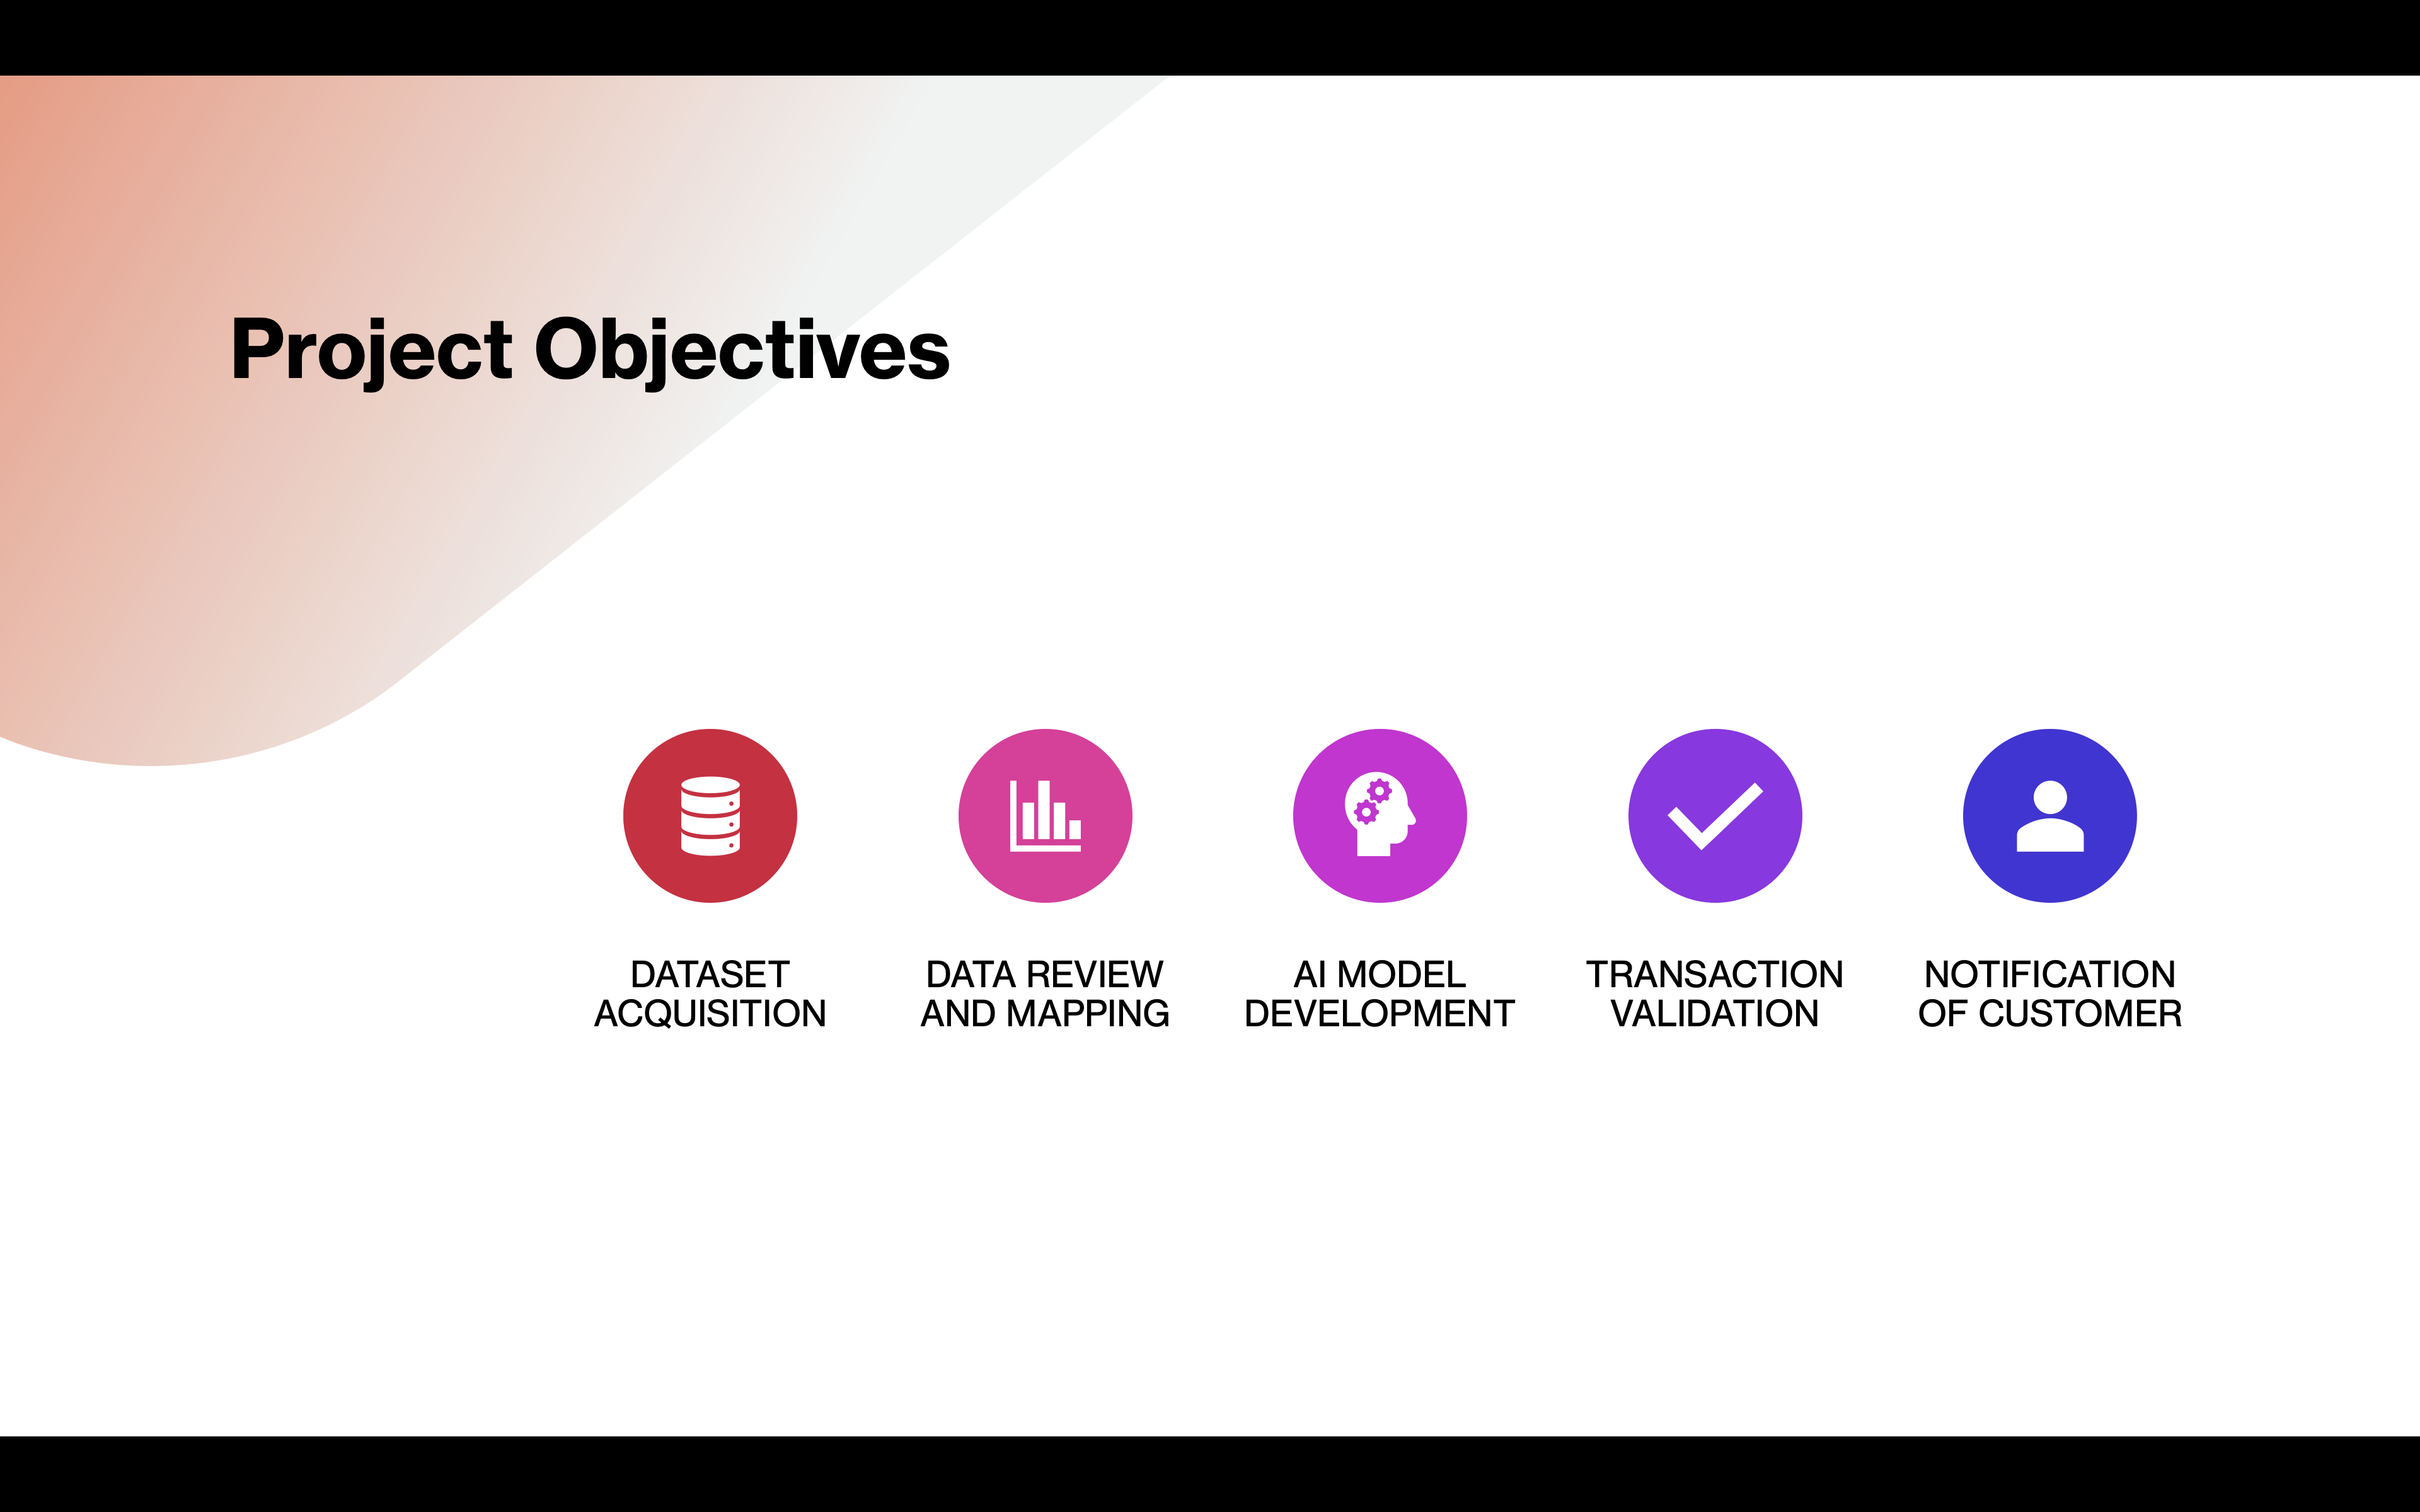 Project Objectives
DATASET
ACQUISITION
DATA REVIEW
AND MAPPING
AI MODEL
DEVELOPMENT
TRANSACTION
VALIDATION
NOTIFICATION
OF CUSTOMER